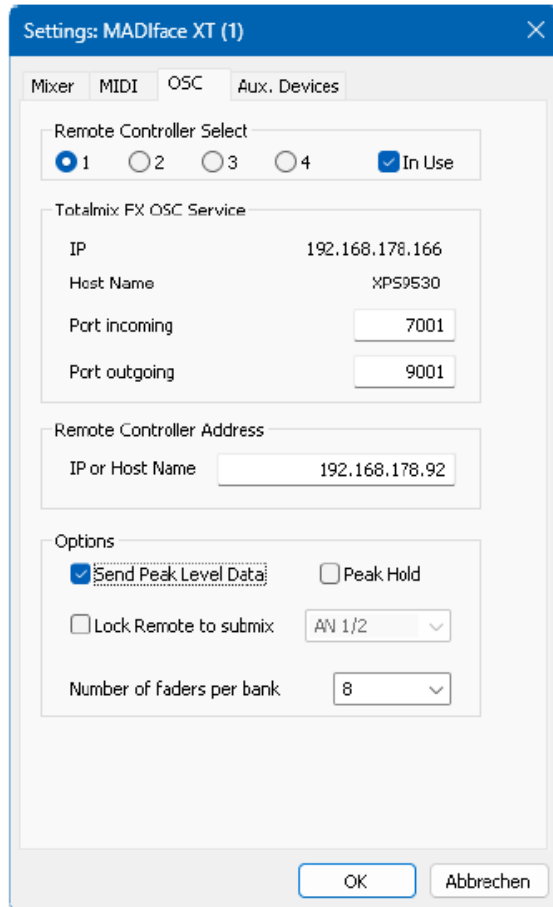 Settings: MADIface XT (1)
Mixer MIDI OSC Aux. Devices
Remote Controller Select
1 2 3 4 In Use
Totalmix FX OSC Service
IP 192.168.178.166
Host Name XPS9530
Port incoming 7001
Port outgoing 9001
Remote Controller Address
IP or Host Name 192.168.178.92
Options
Send Peak Level Data Peak Hold
Lock Remote to submix AN 1/2
Number of faders per bank 8
OK Abbrechen